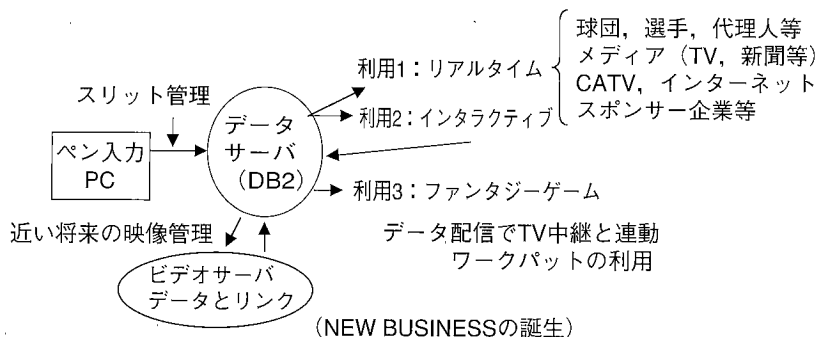 球団，選手，代理人等
利用1：リアルタイム
メディア（TV，新聞等）
CATV，インターネット
スリット管理
利用2：インタラクティブ
スポンサー企業等
データ
サーバ
（DB2）
ペン入力
PC
利用3：ファンタジーゲーム
近い将来の映像管理
データ配信でTV中継と連動
ワークパットの利用
ビデオサーバ
データとリンク
（NEW BUSINESSの誕生）